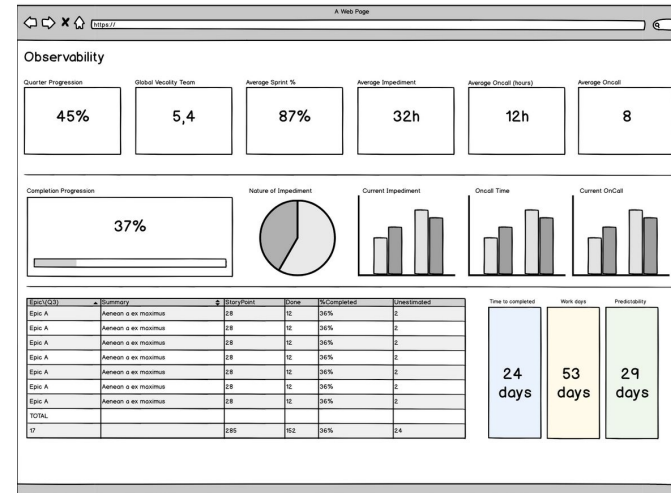 A Web Page
https://
Observability
Quarter Progression Global Vecolity Team Average Sprint % Average Impediment Average Oncall (hours) Average Oncall
45% 5,4 87% 32h 12h 8
Completion Progression Nature of Impediment Current Impediment Oncall Time Current OnCall
37%
Epic\(Q3) Summary StoryPoint Done %Completed Unestimated
Epic A Aenean a ex maximus 28 12 36% 2
Epic A Aenean a ex maximus 28 12 36% 2
Epic A Aenean a ex maximus 28 12 36% 2
Epic A Aenean a ex maximus 28 12 36% 2
Epic A Aenean a ex maximus 28 12 36% 2
Epic A Aenean a ex maximus 28 12 36% 2
Epic A Aenean a ex maximus 28 12 36% 2
TOTAL
17 285 152 36% 24
Time to completed Work days Predictability
24 53 29
days days days